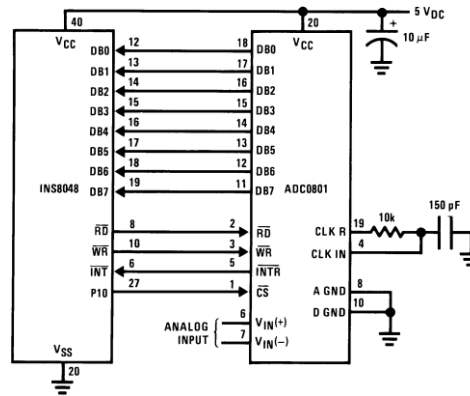 40 20 5 VDC
VCC VCC + 10 µF
DB0 12 18 DB0
DB1 13 17 DB1
DB2 14 16 DB2
DB3 15 15 DB3
DB4 16 14 DB4
DB5 17 13 DB5
DB6 18 12 DB6
DB7 19 11 DB7
INS8048 ADC0801
150 pF
RD 8 2 RD CLK R 19 10k
WR 10 3 WR CLK IN 4
INT 6 5 INTR
P10 27 1 CS A GND 8
D GND 10
ANALOG INPUT 6 VIN(+)
7 VIN(−)
VSS
20